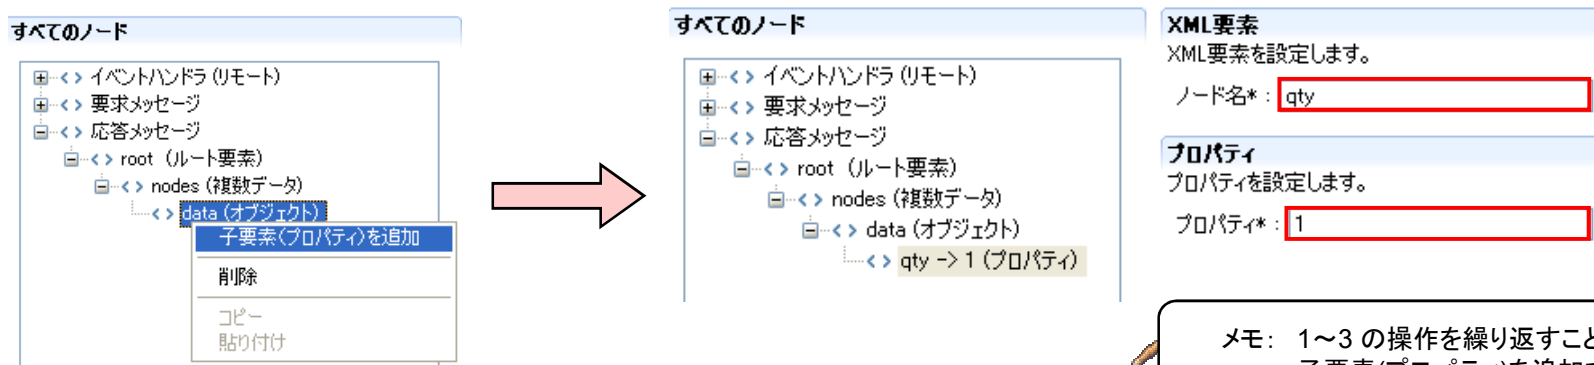 すべてのノード
<> イベントハンドラ (リモート)
<> 要求メッセージ
<> 応答メッセージ
<> root (ルート要素)
<> nodes (複数データ)
<> data (オブジェクト)
子要素(プロパティ)を追加
削除
コピー
貼り付け
すべてのノード
<> イベントハンドラ (リモート)
<> 要求メッセージ
<> 応答メッセージ
<> root (ルート要素)
<> nodes (複数データ)
<> data (オブジェクト)
<> qty -> 1 (プロパティ)
XML要素
XML要素を設定します。
ノード名* : qty
プロパティ
プロパティを設定します。
プロパティ* : 1
メモ: 1～3 の操作を繰り返すこと